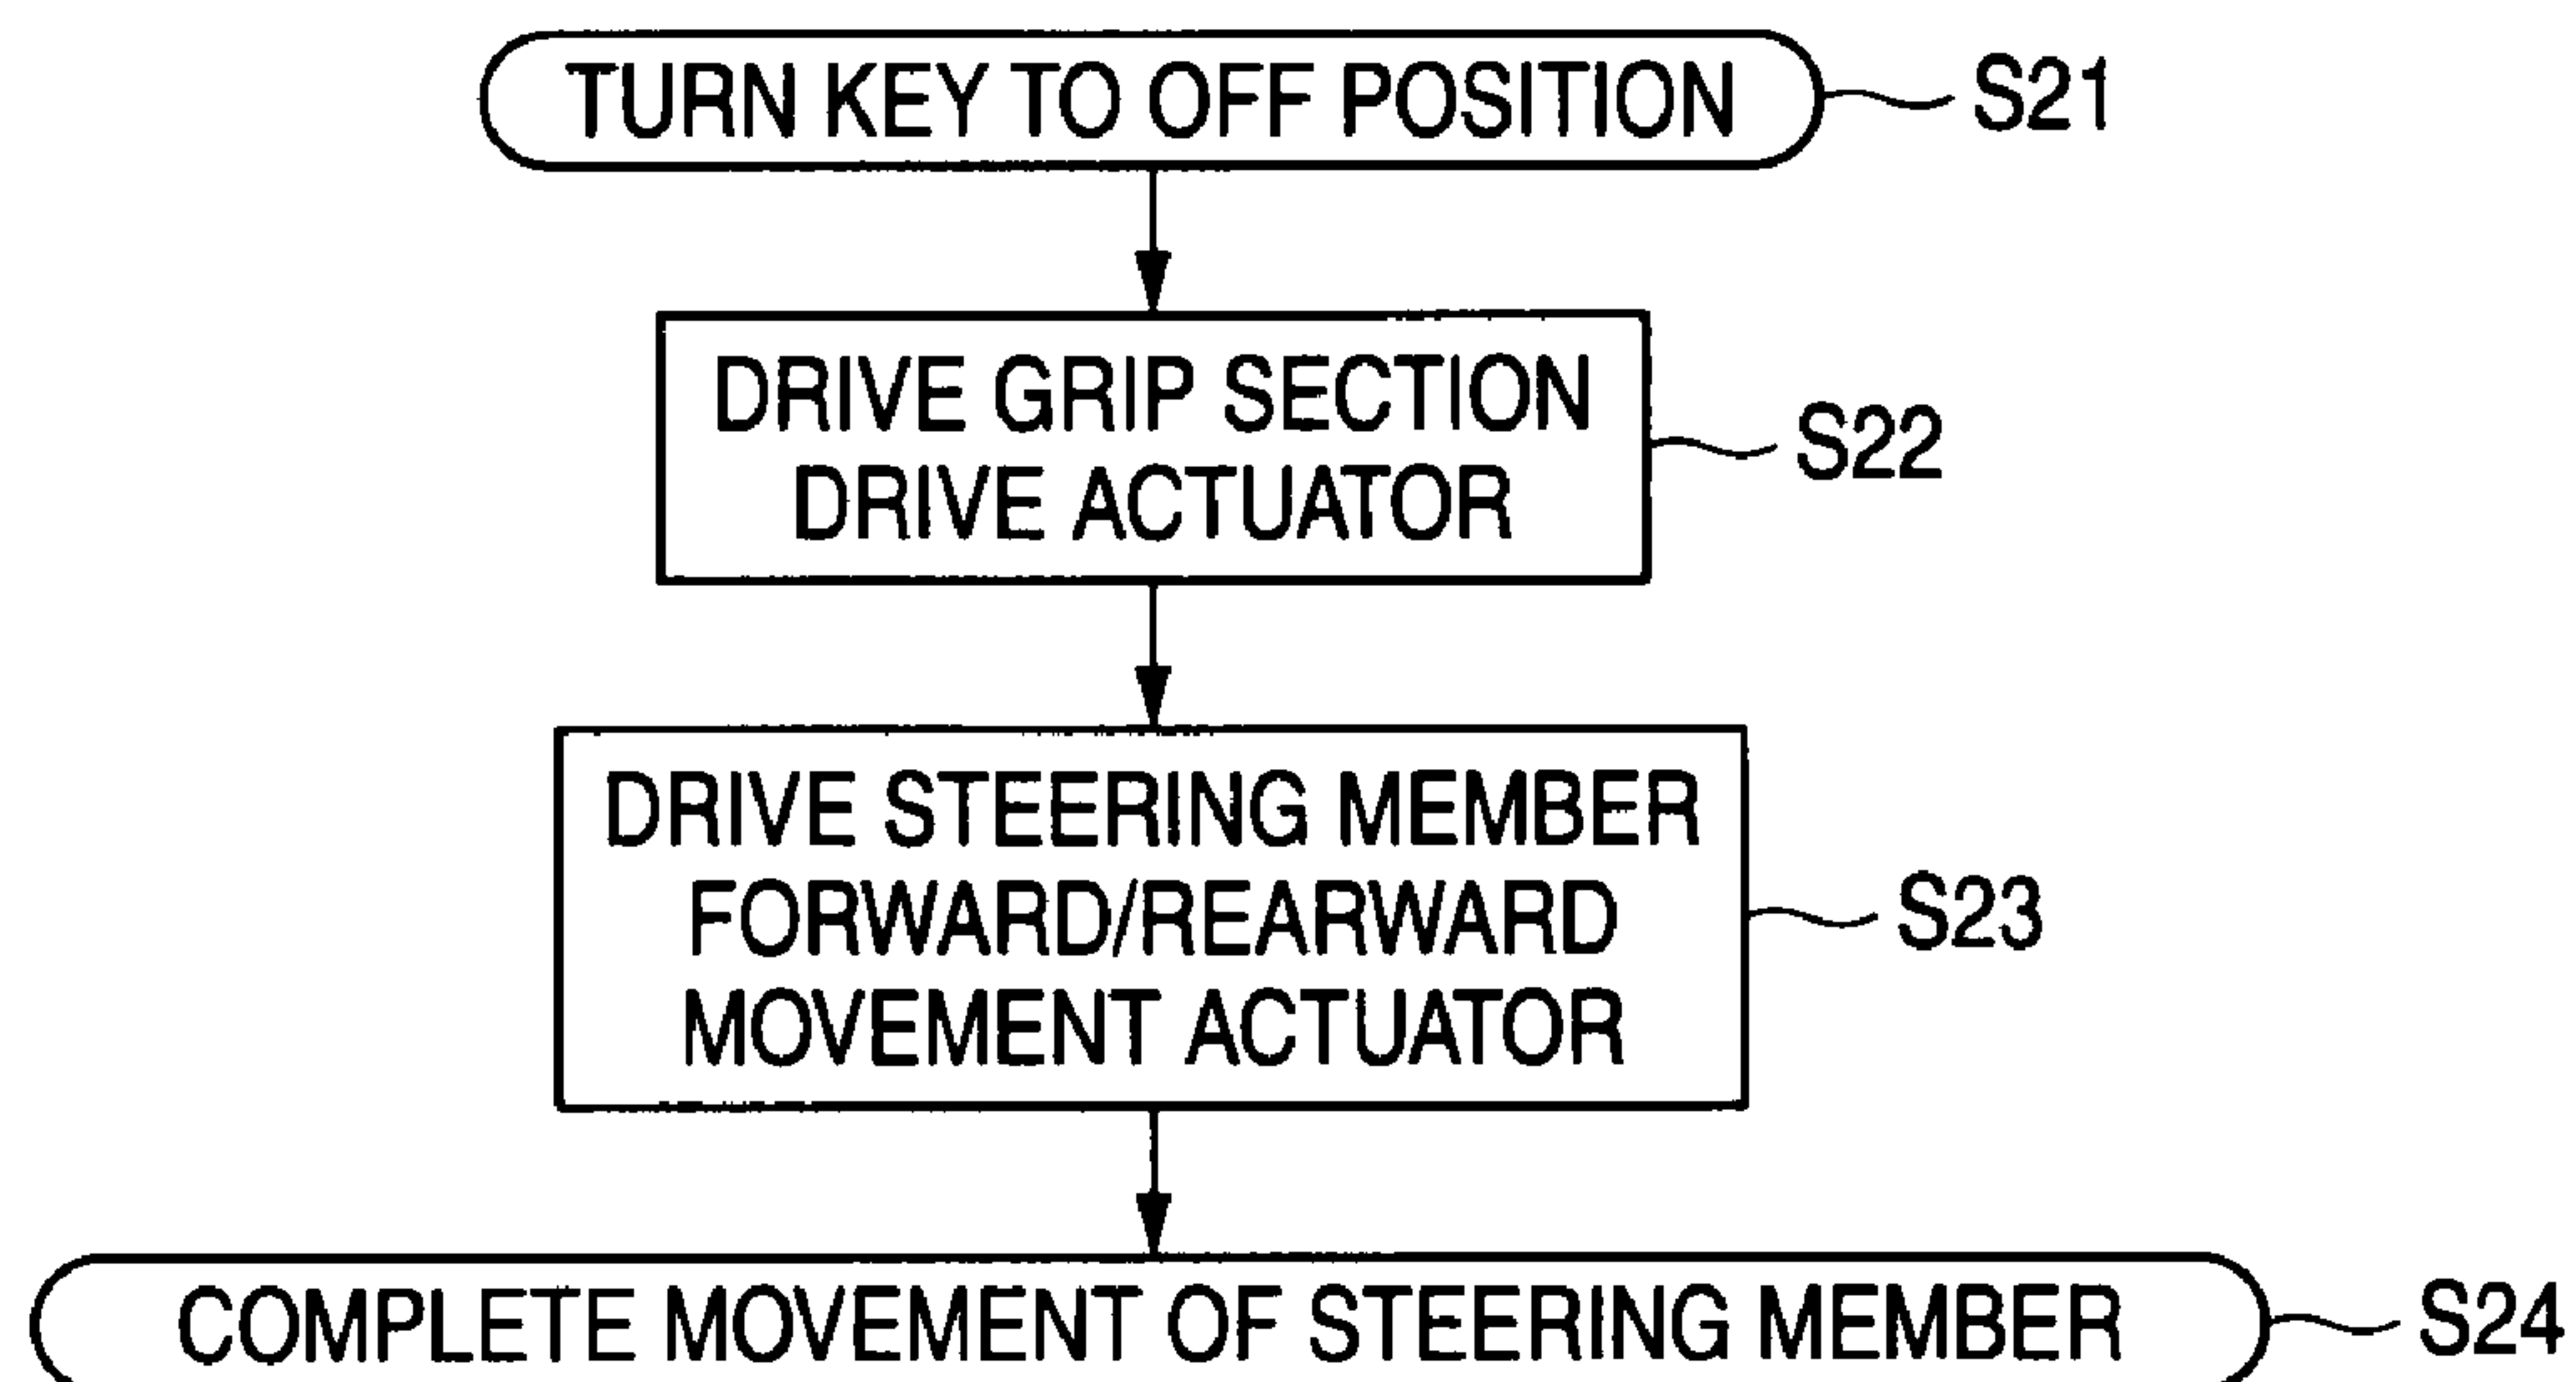 TURN KEY TO OFF POSITION
S21
DRIVE GRIP SECTION
DRIVE ACTUATOR
S22
DRIVE STEERING MEMBER
FORWARD/REARWARD
MOVEMENT ACTUATOR
S23
COMPLETE MOVEMENT OF STEERING MEMBER
S24